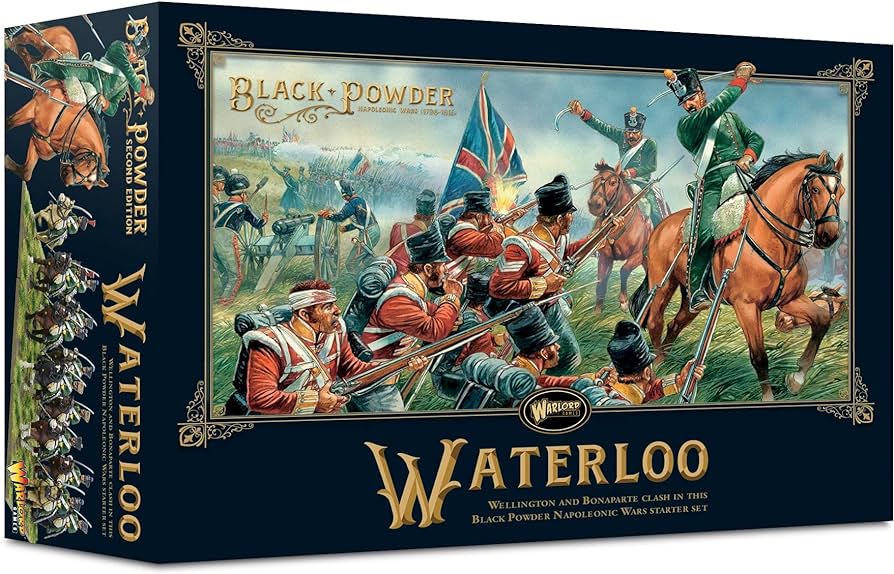 BLACK POWDER
NAPOLEONIC WARS 1789-1815
WARLORD
GAMES
WATERLOO
WELLINGTON AND BONAPARTE CLASH IN THIS
BLACK POWDER NAPOLEONIC WARS STARTER SET
BLACK POWDER
SECOND EDITION
WATERLOO
WELLINGTON AND BONAPARTE CLASH IN THIS
BLACK POWDER NAPOLEONIC WARS STARTER SET
WARLORD
GAMES